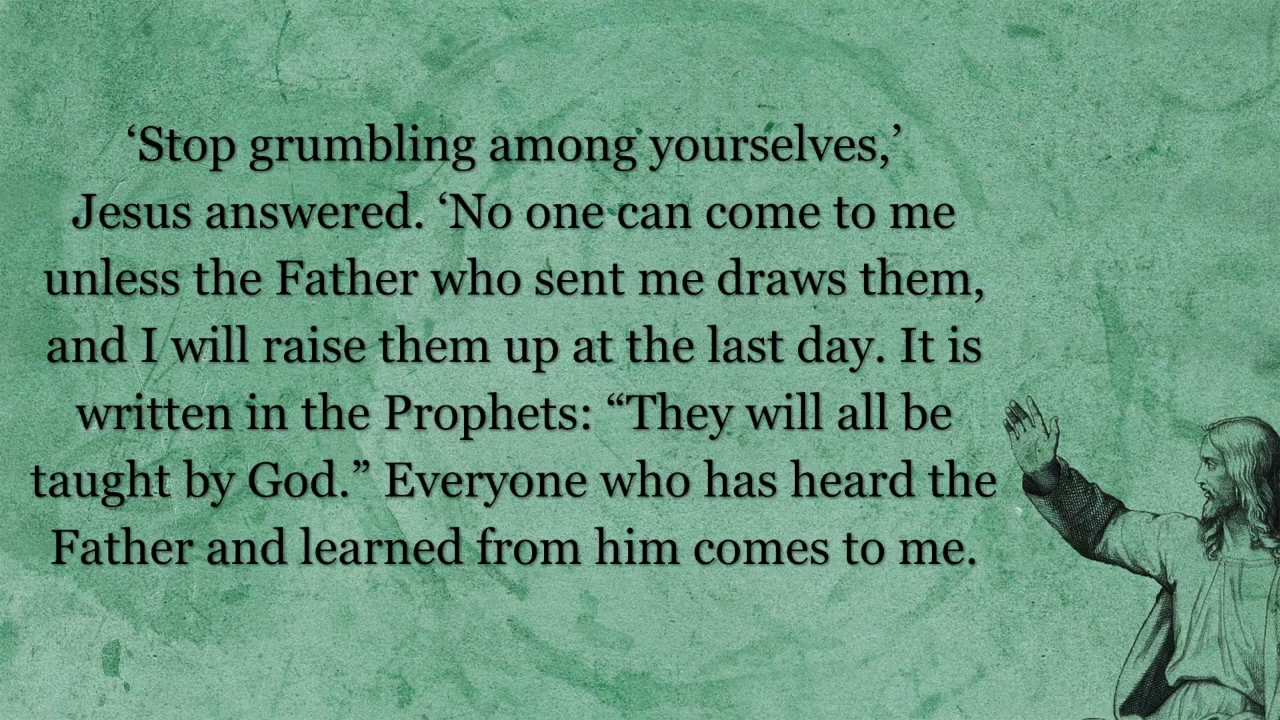 ‘Stop grumbling among yourselves,’
Jesus answered. ‘No one can come to me
unless the Father who sent me draws them,
and I will raise them up at the last day. It is
written in the Prophets: “They will all be
taught by God.” Everyone who has heard the
Father and learned from him comes to me.